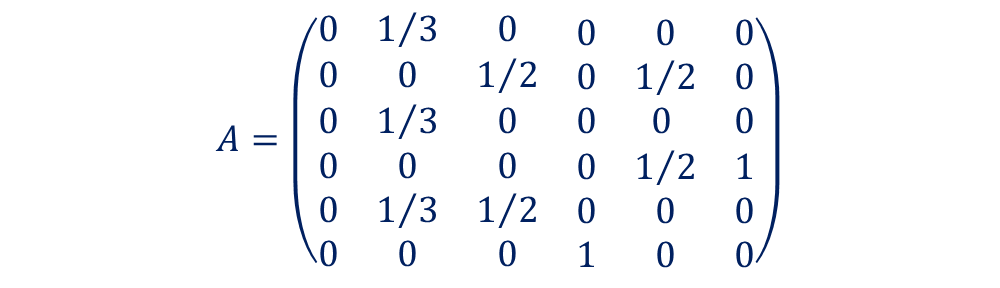 0 1/3 0 0 0 0
0 0 1/2 0 1/2 0
0 1/3 0 0 0 0
A = 0 0 0 0 1/2 1
0 1/3 1/2 0 0 0
0 0 0 1 0 0